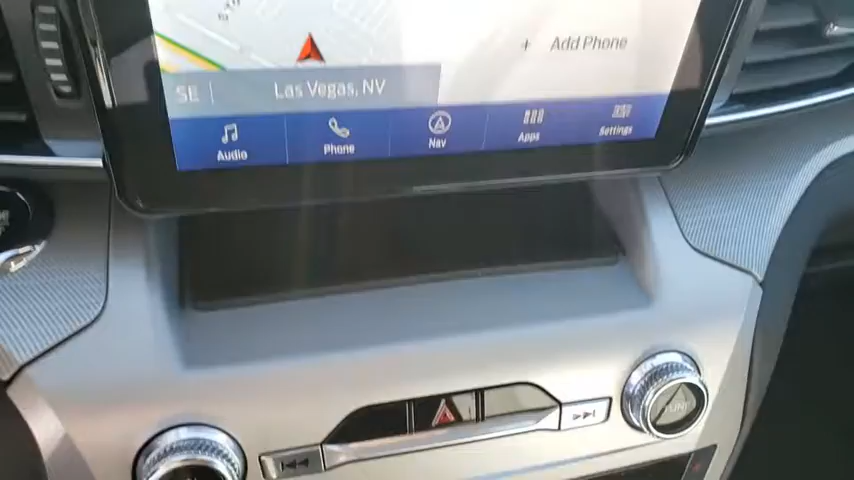 + Add Phone
SE
Las Vegas, NV
Audio
Phone
Nav
Apps
Settings
TUNE